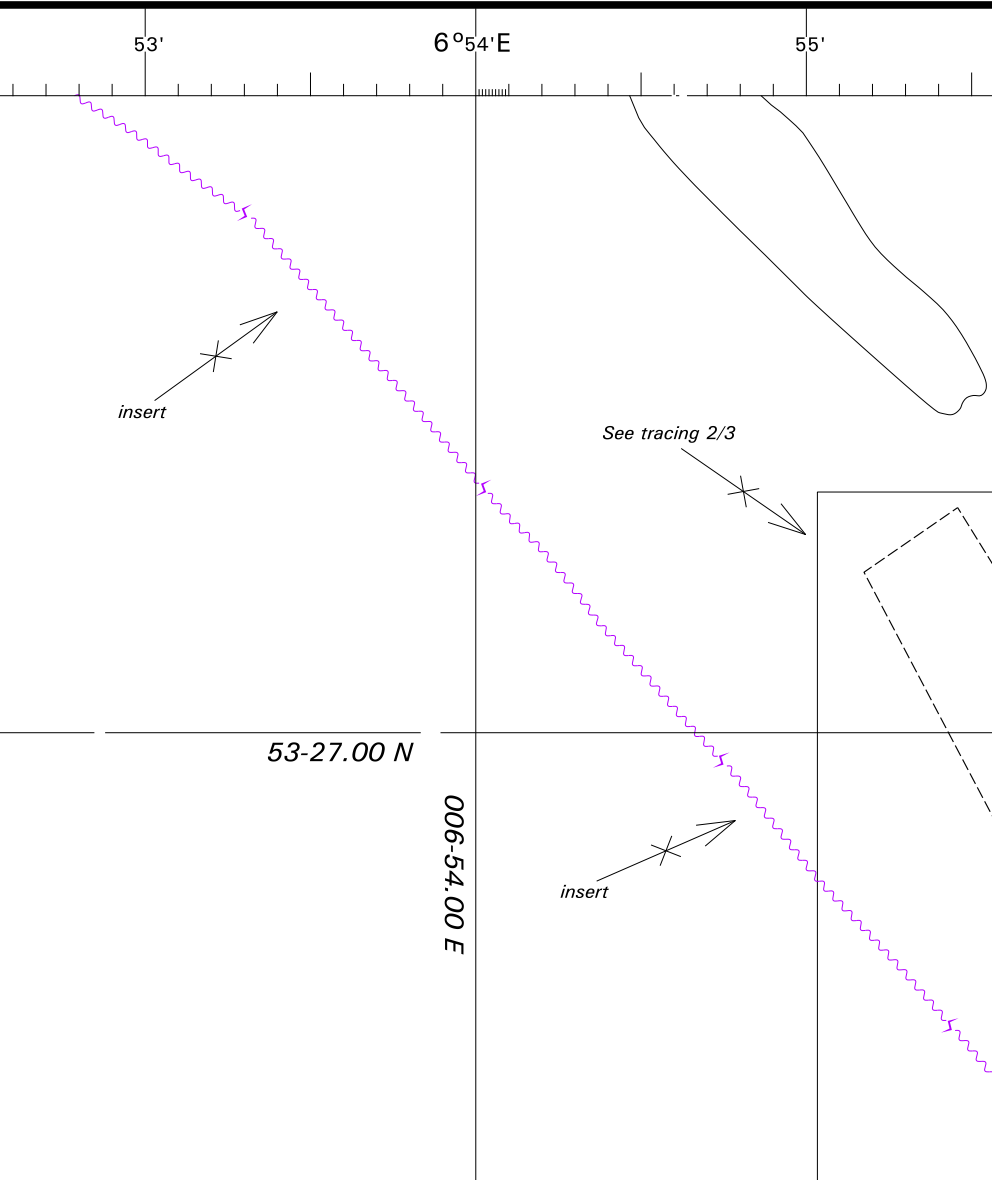 53'
6°54'E
55'
insert
See tracing 2/3
53-27.00 N
006-54.00 E
insert